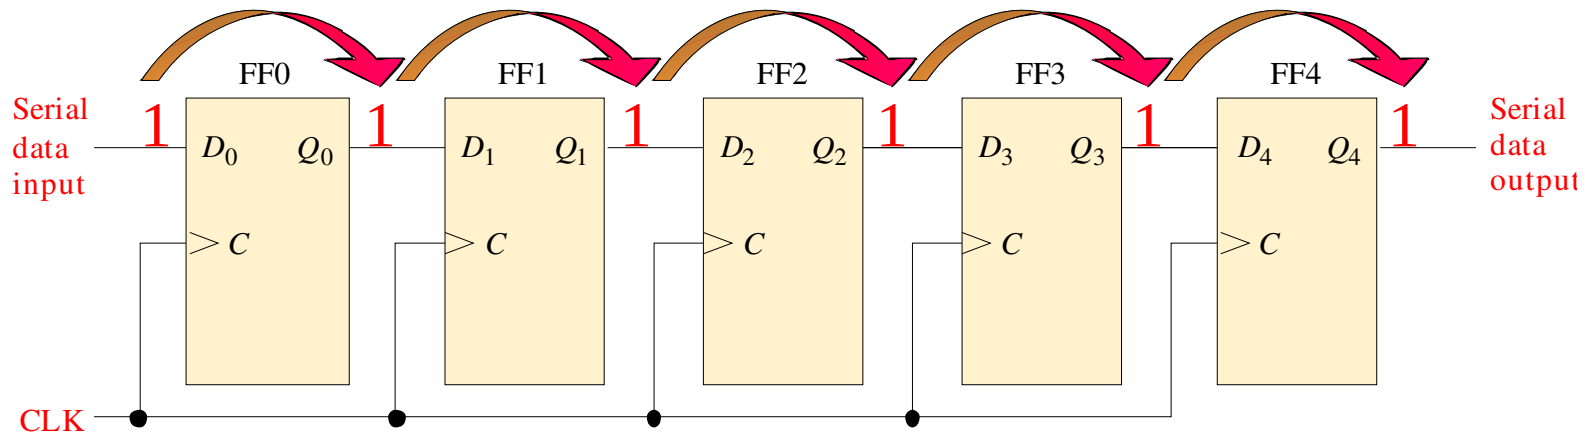 FF0 FF1 FF2 FF3 FF4
Serial
data
input
1 1 1 1 1 1
D0 Q0 D1 Q1 D2 Q2 D3 Q3 D4 Q4
Serial
data
output
C C C C C
CLK